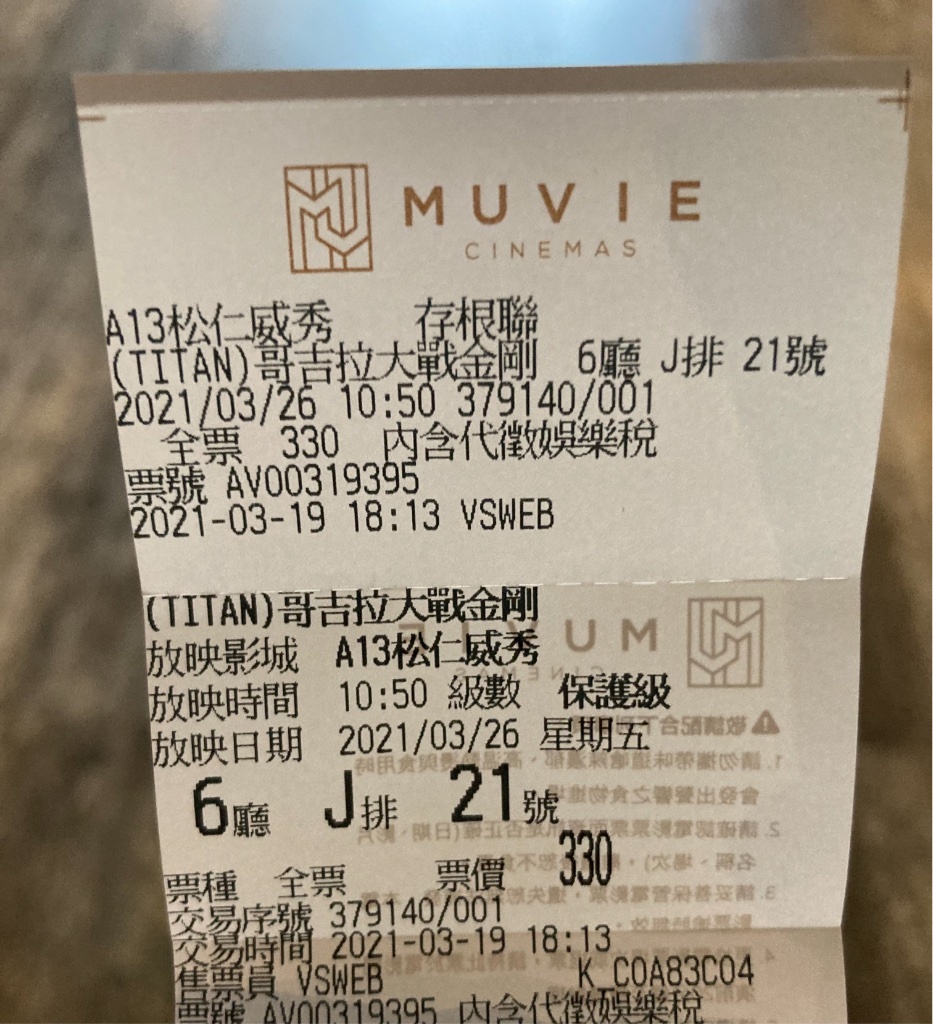 MUVIE
CINEMAS
A13松仁威秀 存根聯
(TITAN)哥吉拉大戰金剛 6廳 J排 21號
2021/03/26 10:50 379140/001
全票 330 內含代徵娛樂稅
票號 AV00319395
2021-03-19 18:13 VSWEB
(TITAN)哥吉拉大戰金剛
放映影城 A13松仁威秀
放映時間 10:50 級數 保護級
放映日期 2021/03/26 星期五
6廳 J排 21號
票種 全票 票價 330
交易序號 379140/001
交易時間 2021-03-19 18:13
售票員 VSWEB K_C0A83C04
票號 AV00319395 內含代徵娛樂稅